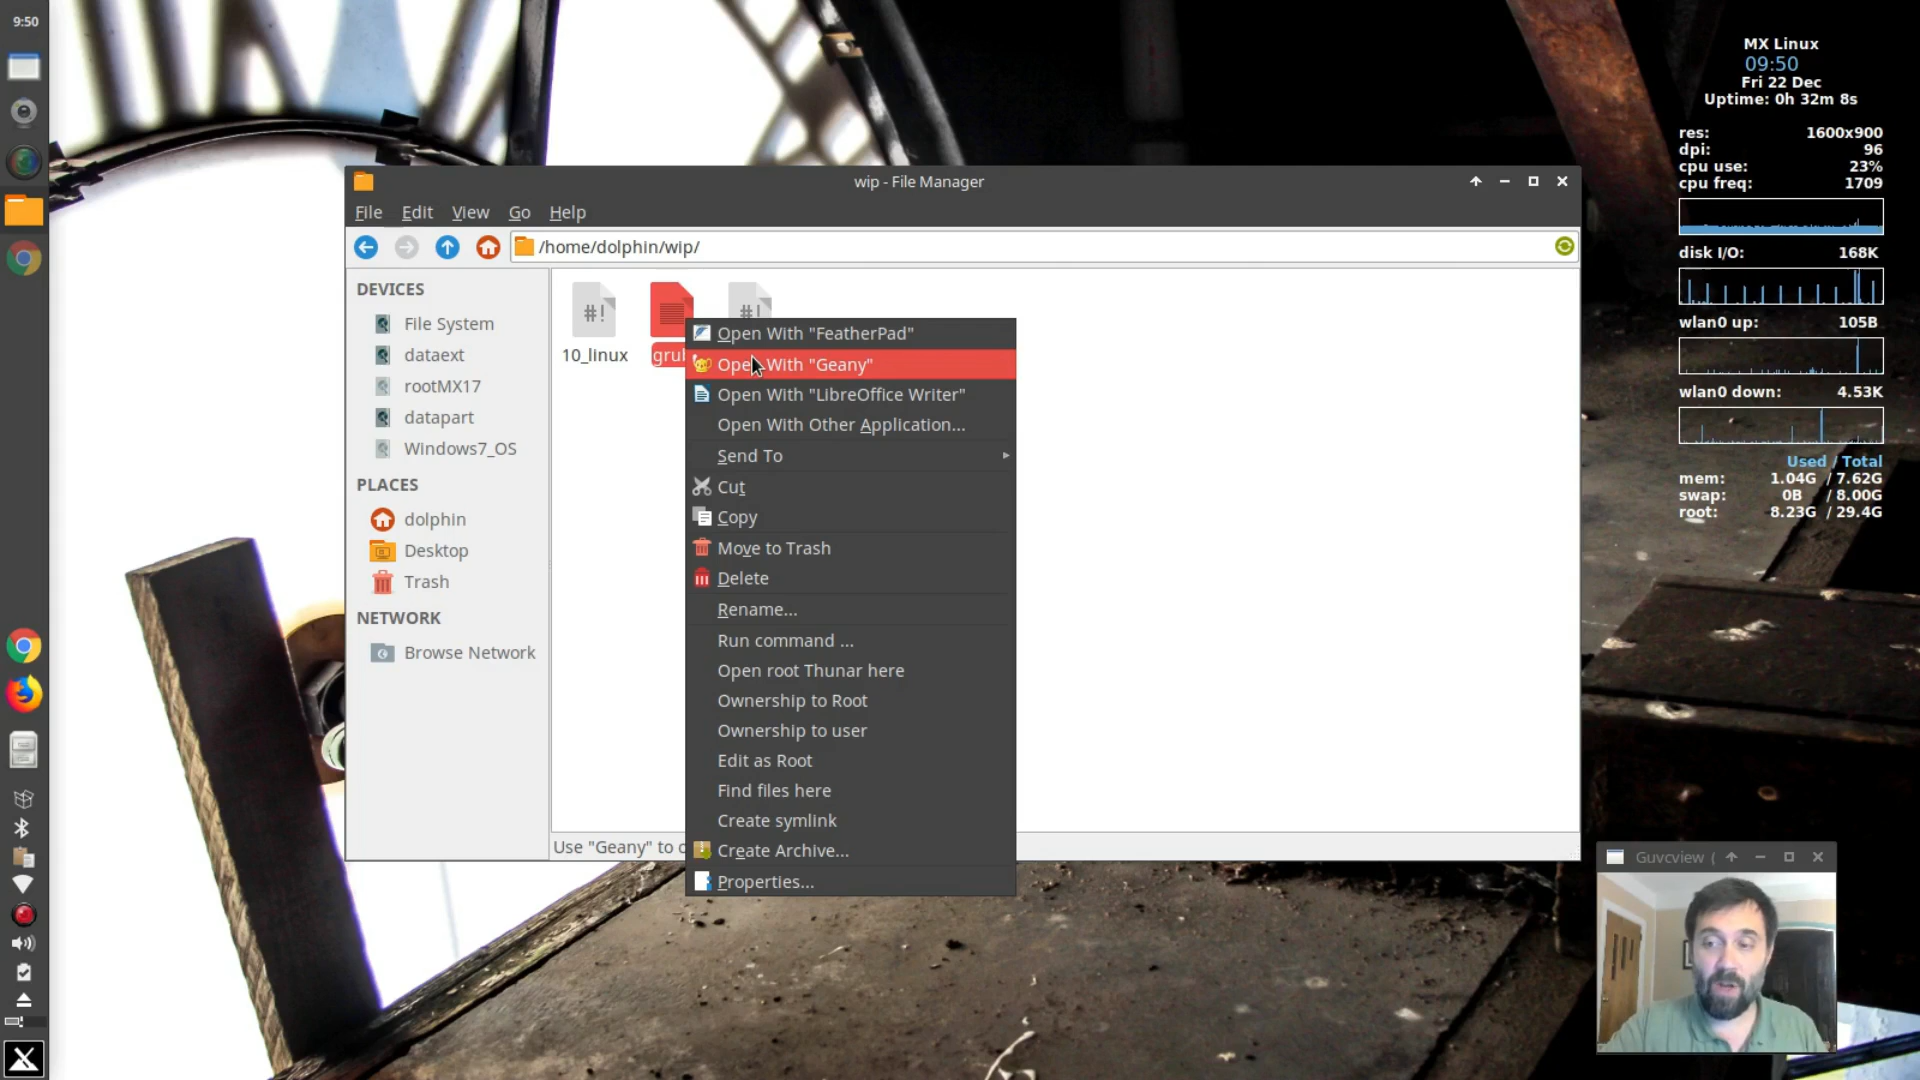 9:50
MX Linux
09:50
Fri 22 Dec
Uptime: 0h 32m 8s
res: 1600x900
dpi: 96
cpu use: 23%
cpu freq: 1709
disk I/O: 168K
wlan0 up: 105B
wlan0 down: 4.53K
Used / Total
mem: 1.04G / 7.62G
swap: 0B / 8.00G
root: 8.23G / 29.4G
wip - File Manager
File Edit View Go Help
/home/dolphin/wip/
DEVICES
File System
dataext
rootMX17
datapart
Windows7_OS
PLACES
dolphin
Desktop
Trash
NETWORK
Browse Network
#!
#!
10_linux
Open With "FeatherPad"
Open With "Geany"
Open With "LibreOffice Writer"
Open With Other Application...
Send To
Cut
Copy
Move to Trash
Delete
Rename...
Run command ...
Open root Thunar here
Ownership to Root
Ownership to user
Edit as Root
Find files here
Create symlink
Create Archive...
Properties...
Use "Geany" to
Guvcview (